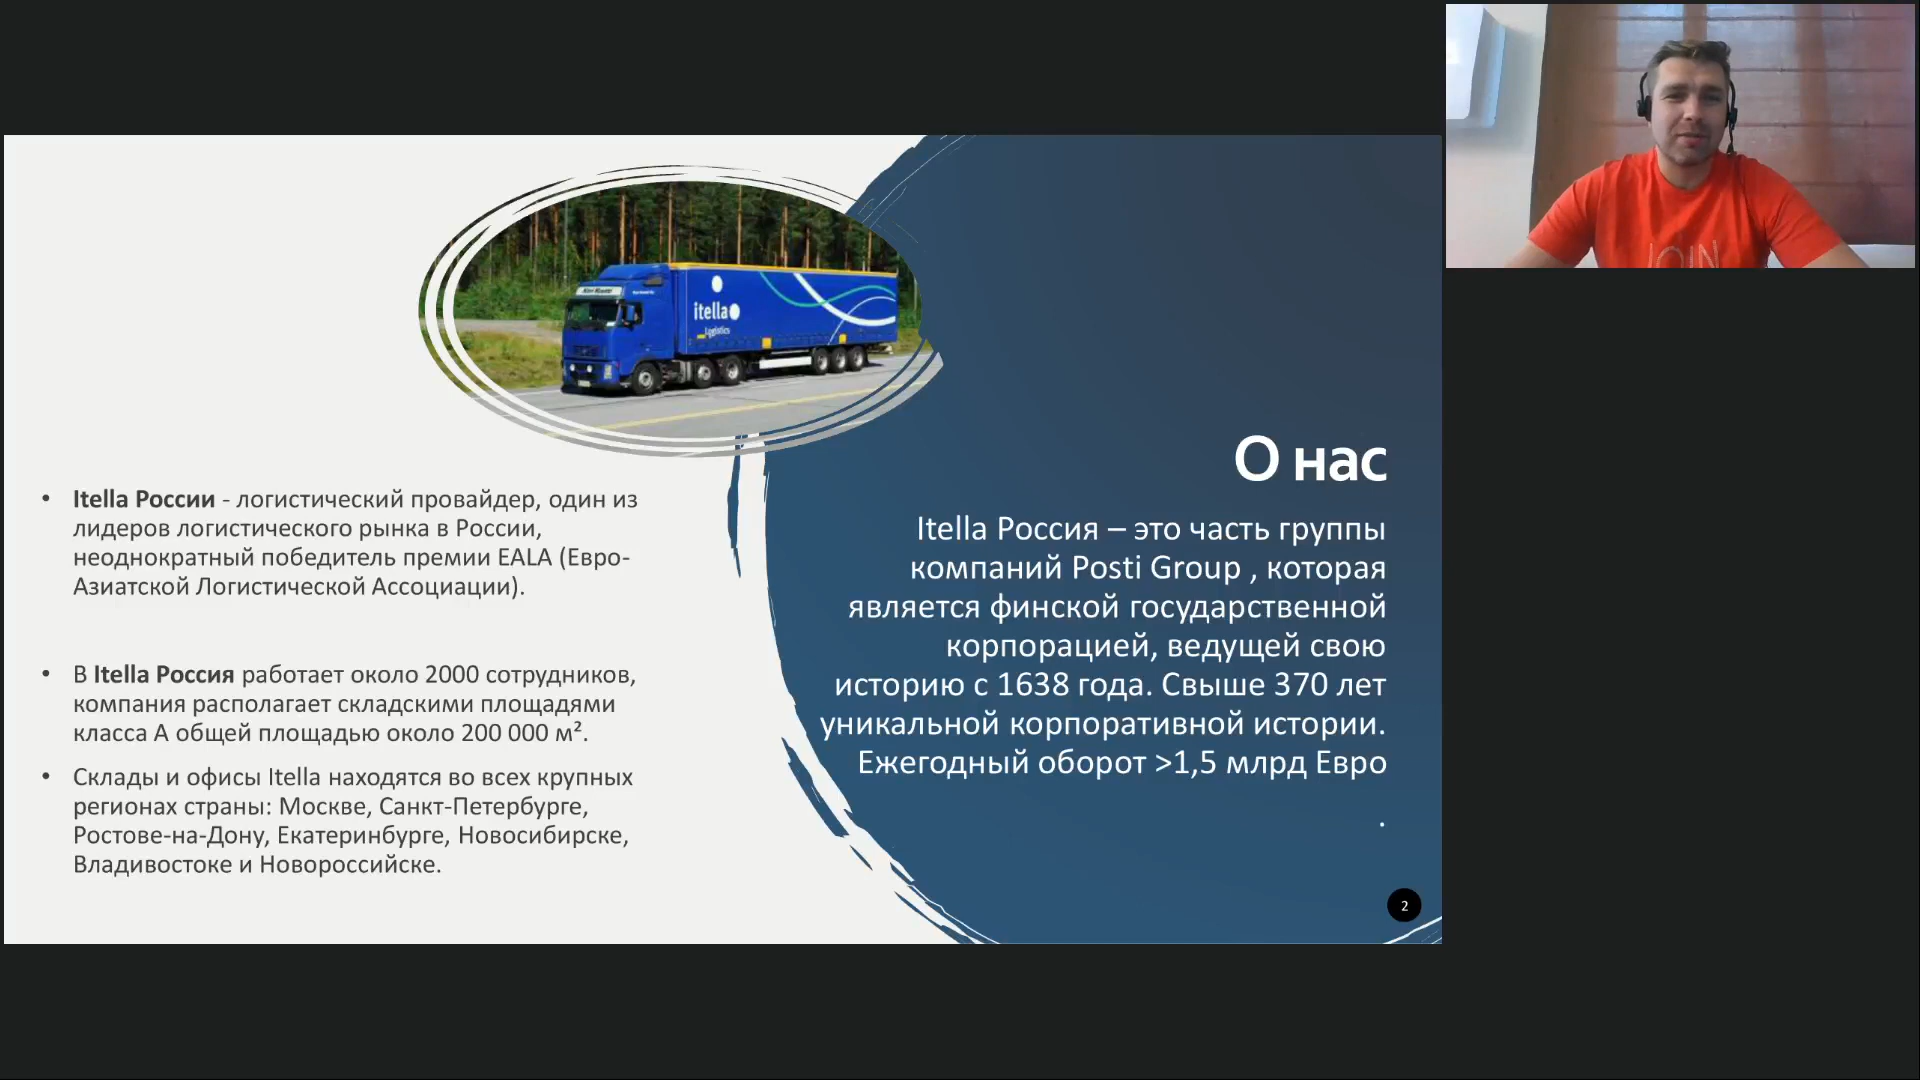 itella
Logistics
О нас
Itella Россия – это часть группы
компаний Posti Group , которая
является финской государственной
корпорацией, ведущей свою
историю с 1638 года. Свыше 370 лет
уникальной корпоративной истории.
Ежегодный оборот >1,5 млрд Евро
.
• Itella России - логистический провайдер, один из
лидеров логистического рынка в России,
неоднократный победитель премии EALA (Евро-
Азиатской Логистической Ассоциации).
• В Itella Россия работает около 2000 сотрудников,
компания располагает складскими площадями
класса А общей площадью около 200 000 м².
• Склады и офисы Itella находятся во всех крупных
регионах страны: Москве, Санкт-Петербурге,
Ростове-на-Дону, Екатеринбурге, Новосибирске,
Владивостоке и Новороссийске.
2
JOIN